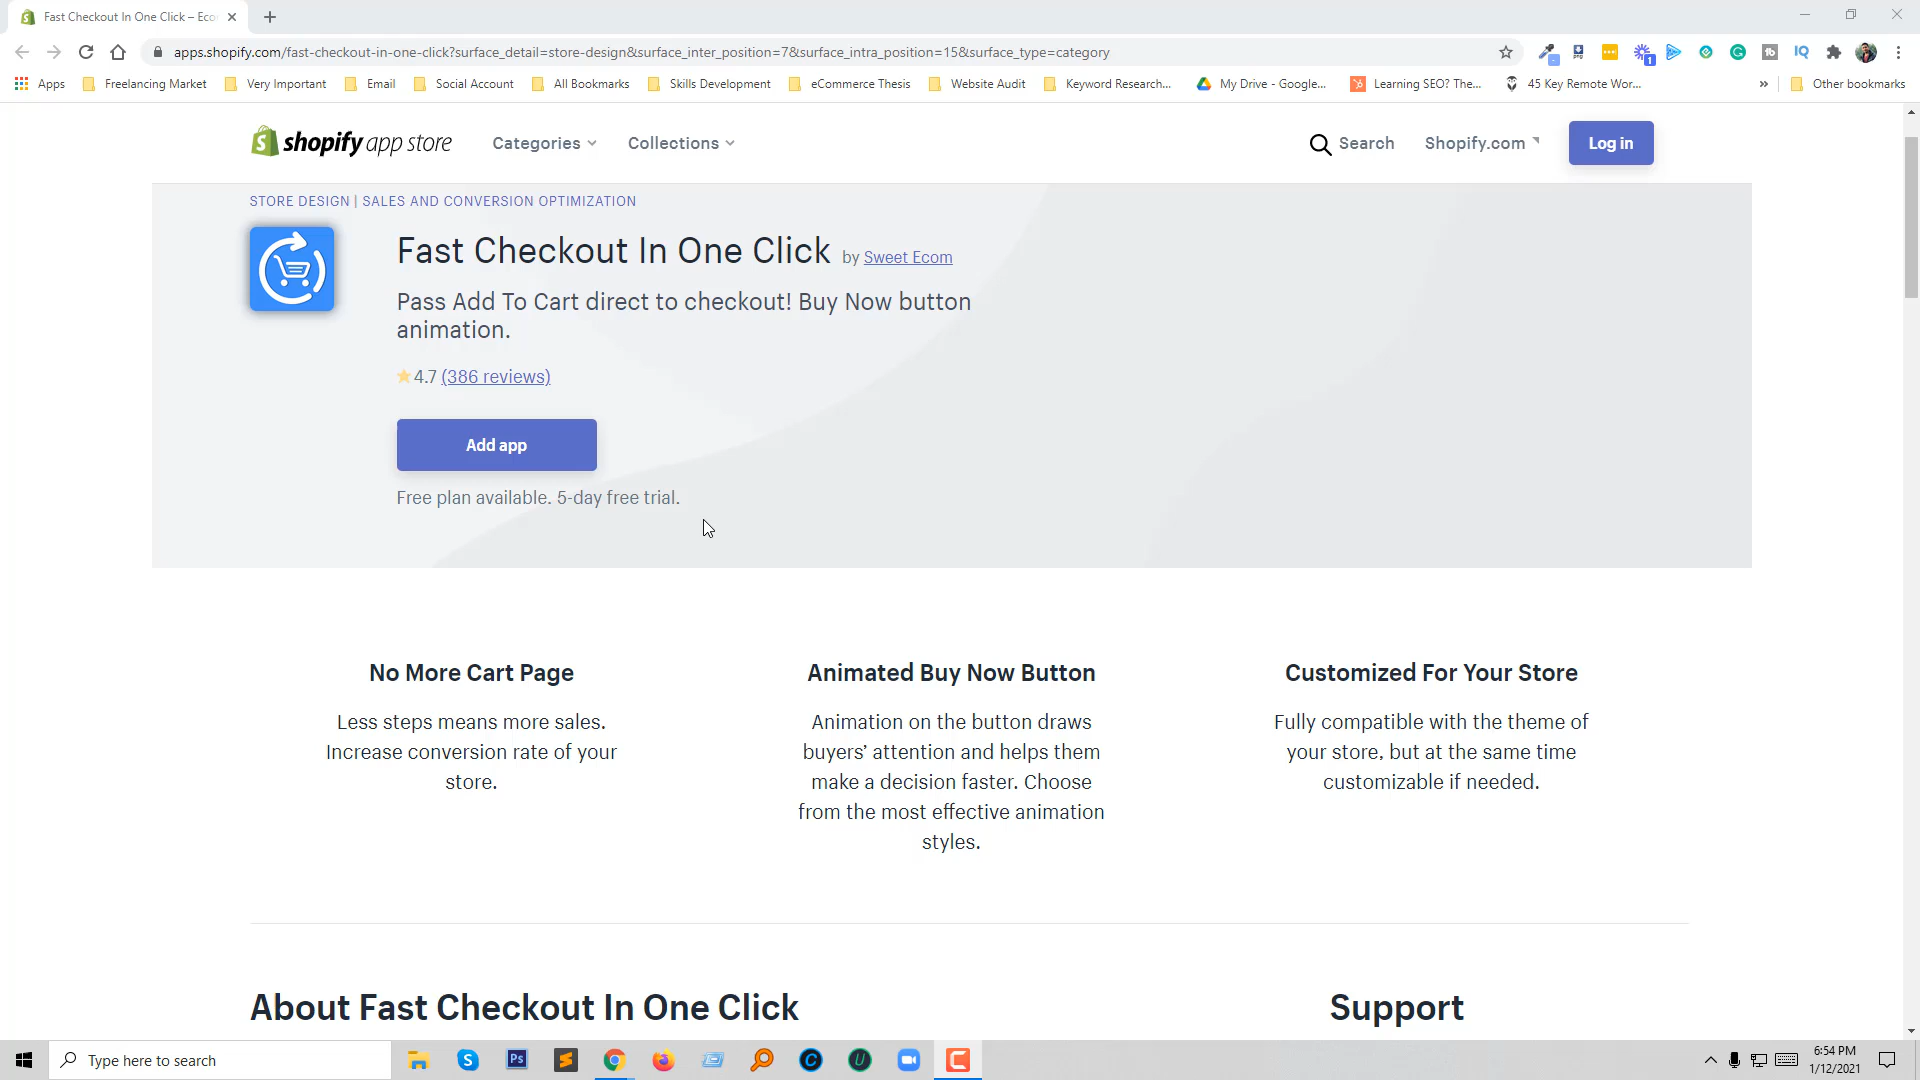 Fast Checkout In One Click – Eco
apps.shopify.com/fast-checkout-in-one-click?surface_detail=store-design&surface_inter_position=7&surface_intra_position=15&surface_type=category
Apps Freelancing Market Very Important Email Social Account All Bookmarks Skills Development eCommerce Thesis Website Audit Keyword Research... My Drive - Google... Learning SEO? The... 45 Key Remote Wor... » Other bookmarks
shopify app store Categories Collections Search Shopify.com Log in
STORE DESIGN | SALES AND CONVERSION OPTIMIZATION
Fast Checkout In One Click by Sweet Ecom
Pass Add To Cart direct to checkout! Buy Now button
animation.
4.7 (386 reviews)
Add app
Free plan available. 5-day free trial.
No More Cart Page
Less steps means more sales.
Increase conversion rate of your
store.
Animated Buy Now Button
Animation on the button draws
buyers’ attention and helps them
make a decision faster. Choose
from the most effective animation
styles.
Customized For Your Store
Fully compatible with the theme of
your store, but at the same time
customizable if needed.
About Fast Checkout In One Click
Support
Type here to search
6:54 PM
1/12/2021